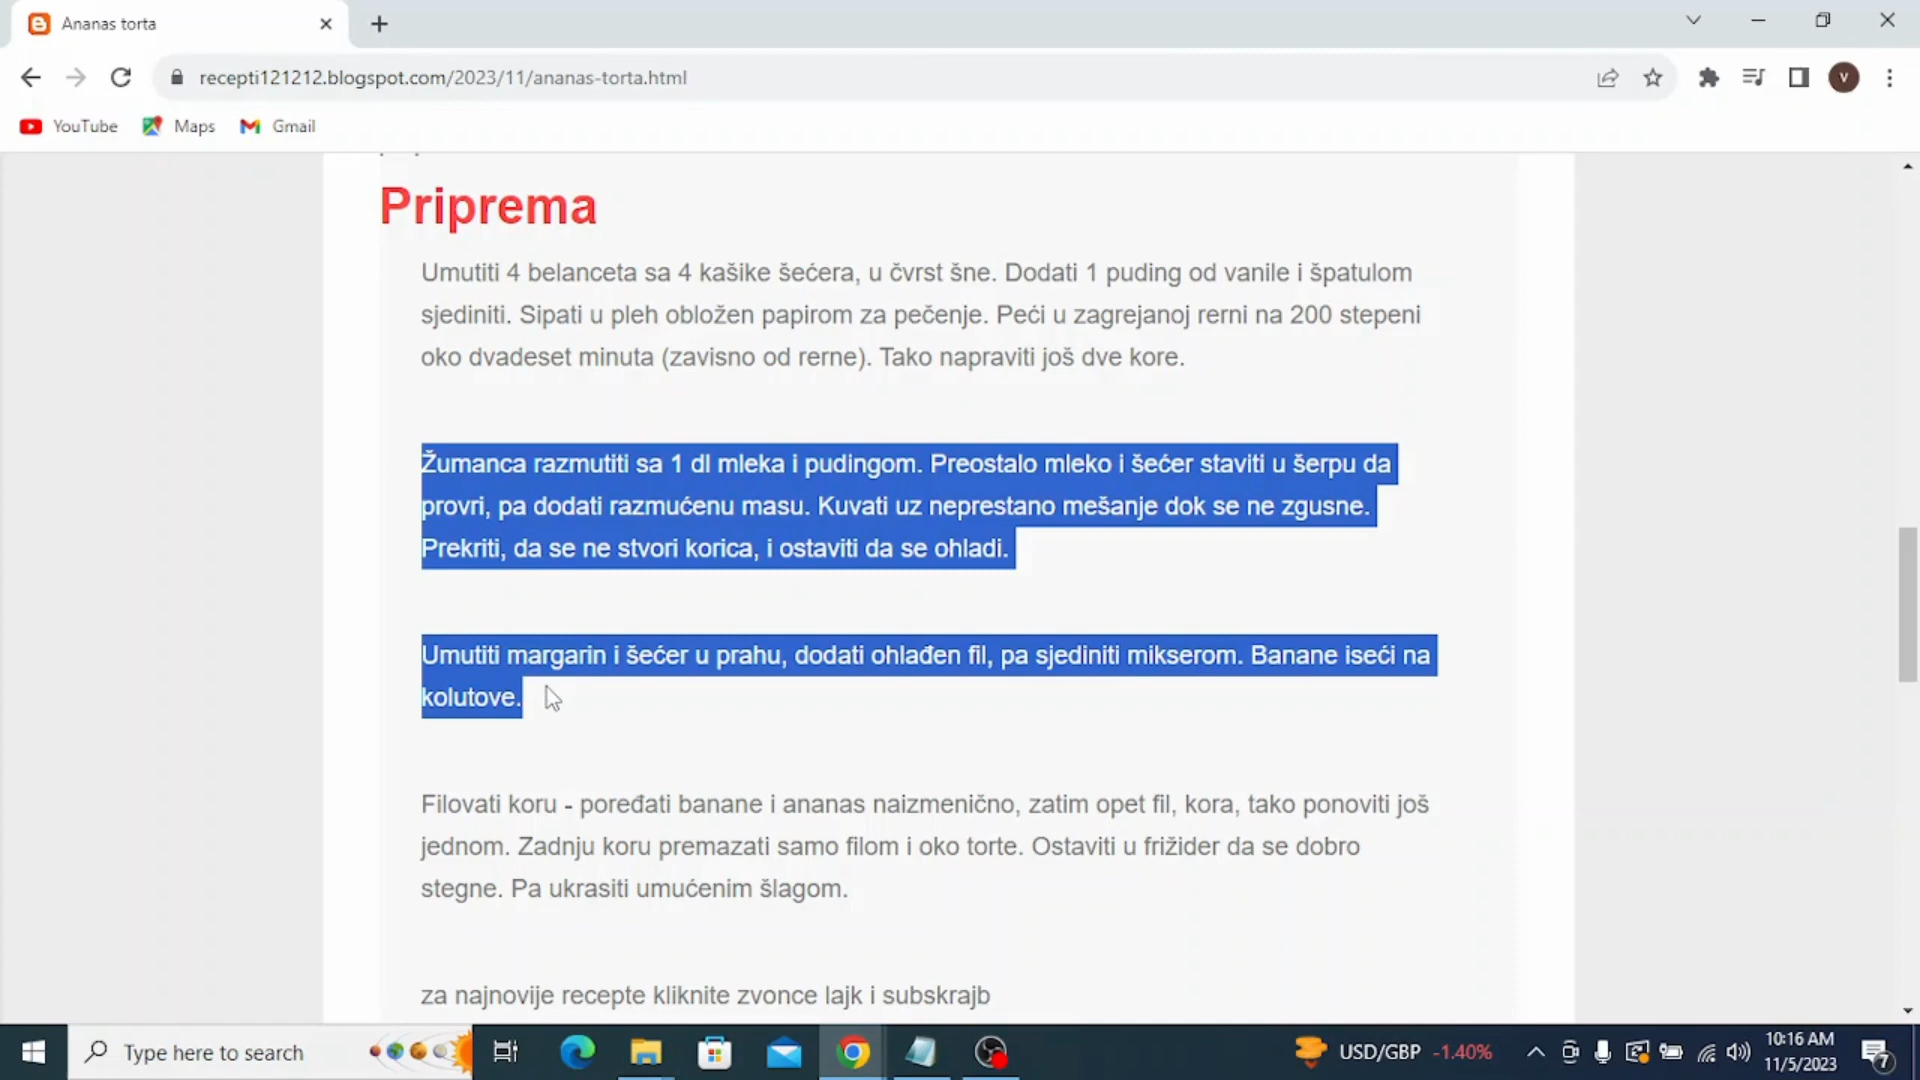 Ananas torta
recepti121212.blogspot.com/2023/11/ananas-torta.html
V
YouTube
Maps
Gmail
Priprema
Umutiti 4 belanceta sa 4 kašike šećera, u čvrst šne. Dodati 1 puding od vanile i špatulom
sjediniti. Sipati u pleh obložen papirom za pečenje. Peći u zagrejanoj rerni na 200 stepeni
oko dvadeset minuta (zavisno od rerne). Tako napraviti još dve kore.
Žumanca razmutiti sa 1 dl mleka i pudingom. Preostalo mleko i šećer staviti u šerpu da
provri, pa dodati razmućenu masu. Kuvati uz neprestano mešanje dok se ne zgusne.
Prekriti, da se ne stvori korica, i ostaviti da se ohladi.
Umutiti margarin i šećer u prahu, dodati ohlađen fil, pa sjediniti mikserom. Banane iseći na
kolutove.
Filovati koru - poređati banane i ananas naizmenično, zatim opet fil, kora, tako ponoviti još
jednom. Zadnju koru premazati samo filom i oko torte. Ostaviti u frižider da se dobro
stegne. Pa ukrasiti umućenim šlagom.
za najnovije recepte kliknite zvonce lajk i subskrajb
Type here to search
USD/GBP -1.40%
10:16 AM
11/5/2023
7